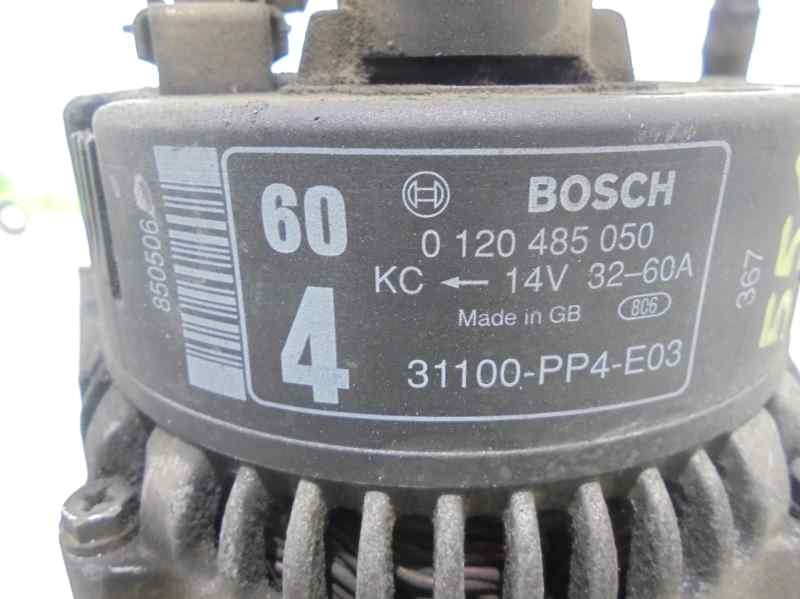 60
4
BOSCH
0 120 485 050
KC ← 14V 32-60A
Made in GB 8C6
31100-PP4-E03
850506
367